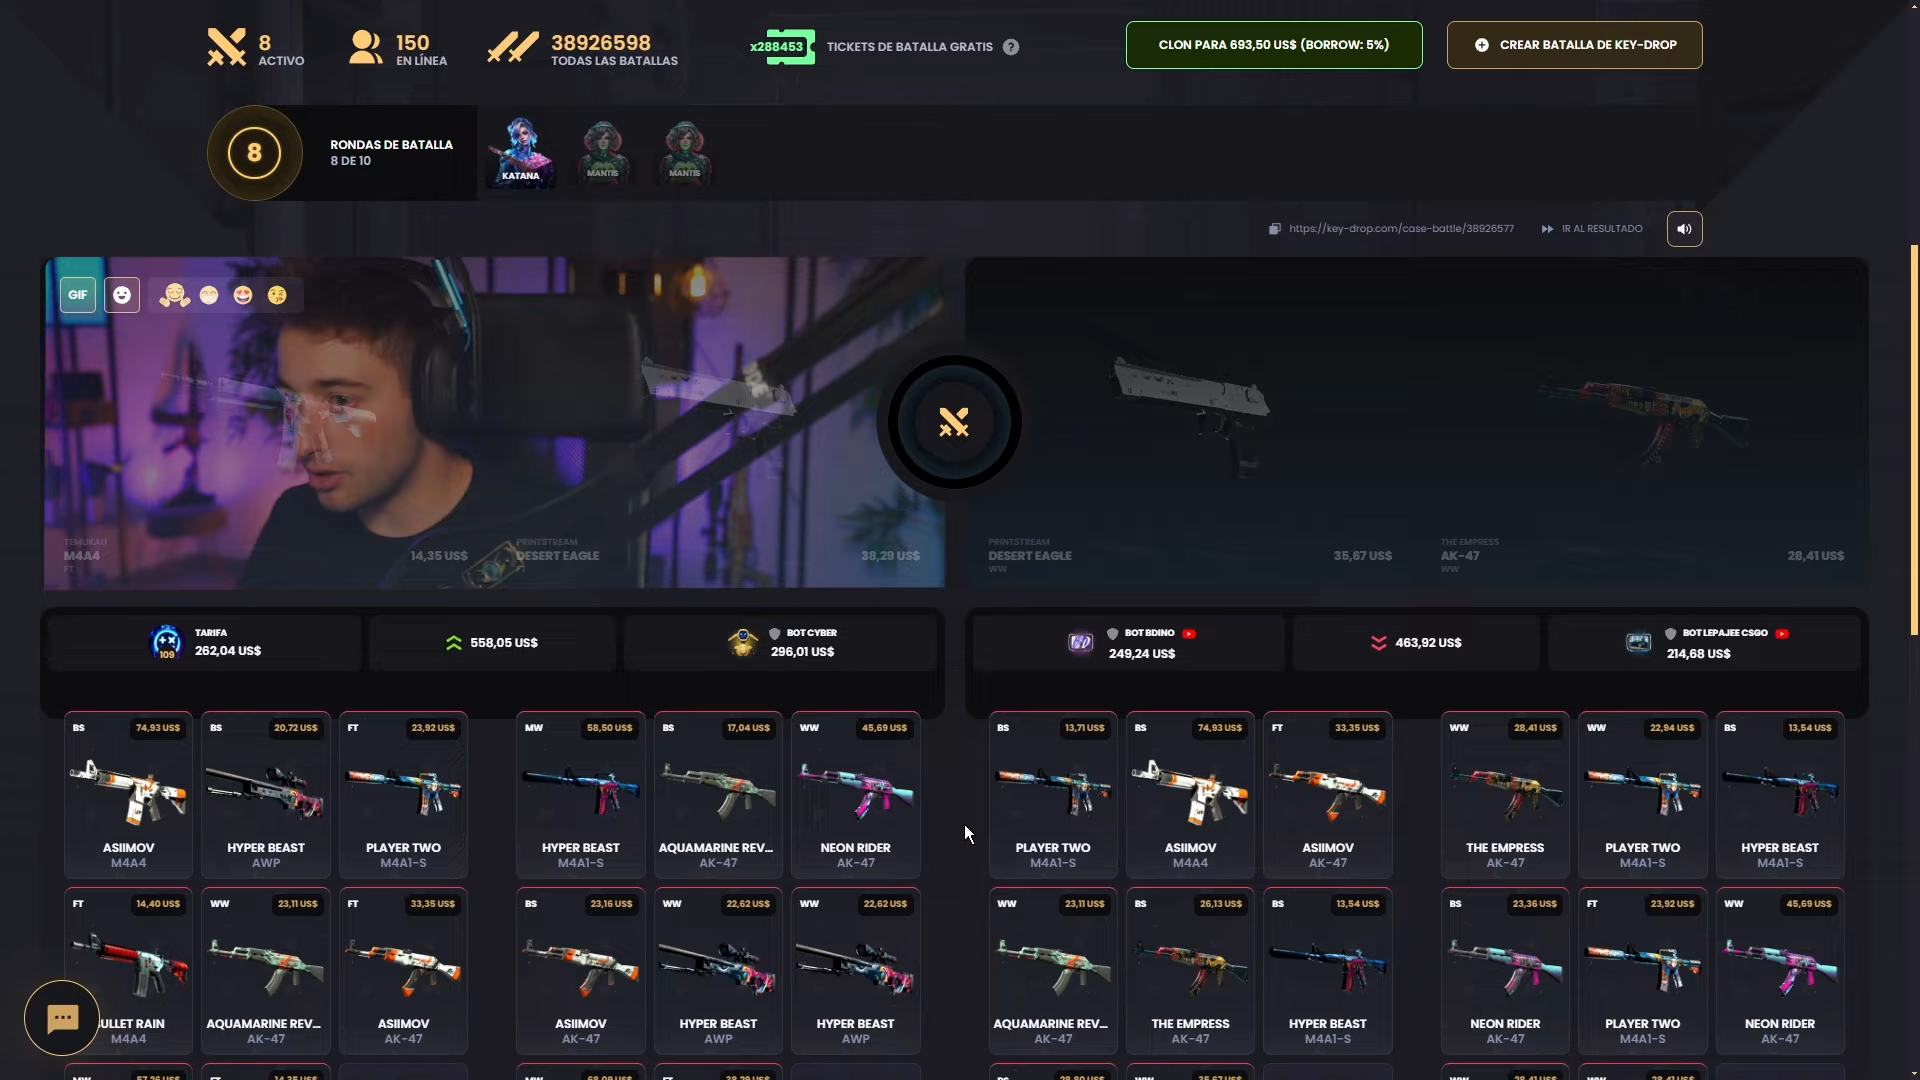 8
ACTIVO
150
EN LÍNEA
38926598
TODAS LAS BATALLAS
x288453
TICKETS DE BATALLA GRATIS
?
CLON PARA 693,50 US$ (BORROW: 5%)
CREAR BATALLA DE KEY-DROP
8
RONDAS DE BATALLA
8 DE 10
KATANA
MANTIS
MANTIS
https://key-drop.com/case-battle/38926577
IR AL RESULTADO
GIF
TEMUKAU
M4A4
FT
14,35 US$
PRINTSTREAM
DESERT EAGLE
FT
38,29 US$
PRINTSTREAM
DESERT EAGLE
WW
35,67 US$
THE EMPRESS
AK-47
WW
28,41 US$
109
TARIFA
262,04 US$
558,05 US$
BOT CYBER
296,01 US$
BOT BDINO
249,24 US$
463,92 US$
BOT LEPAJEE CSGO
214,68 US$
BS 74,93 US$
ASIIMOV
M4A4
BS 20,72 US$
HYPER BEAST
AWP
FT 23,92 US$
PLAYER TWO
M4A1-S
MW 58,50 US$
HYPER BEAST
M4A1-S
BS 17,04 US$
AQUAMARINE REV...
AK-47
WW 45,69 US$
NEON RIDER
AK-47
BS 13,71 US$
PLAYER TWO
M4A1-S
BS 74,93 US$
ASIIMOV
M4A4
FT 33,35 US$
ASIIMOV
AK-47
WW 28,41 US$
THE EMPRESS
AK-47
WW 22,94 US$
PLAYER TWO
M4A1-S
BS 13,54 US$
HYPER BEAST
M4A1-S
FT 14,40 US$
ULLET RAIN
M4A4
WW 23,11 US$
AQUAMARINE REV...
AK-47
FT 33,35 US$
ASIIMOV
AK-47
BS 23,16 US$
ASIIMOV
AK-47
WW 22,62 US$
HYPER BEAST
AWP
WW 22,62 US$
HYPER BEAST
AWP
WW 23,11 US$
AQUAMARINE REV...
AK-47
BS 26,13 US$
THE EMPRESS
AK-47
BS 13,54 US$
HYPER BEAST
M4A1-S
BS 23,36 US$
NEON RIDER
AK-47
FT 23,92 US$
PLAYER TWO
M4A1-S
WW 45,69 US$
NEON RIDER
AK-47